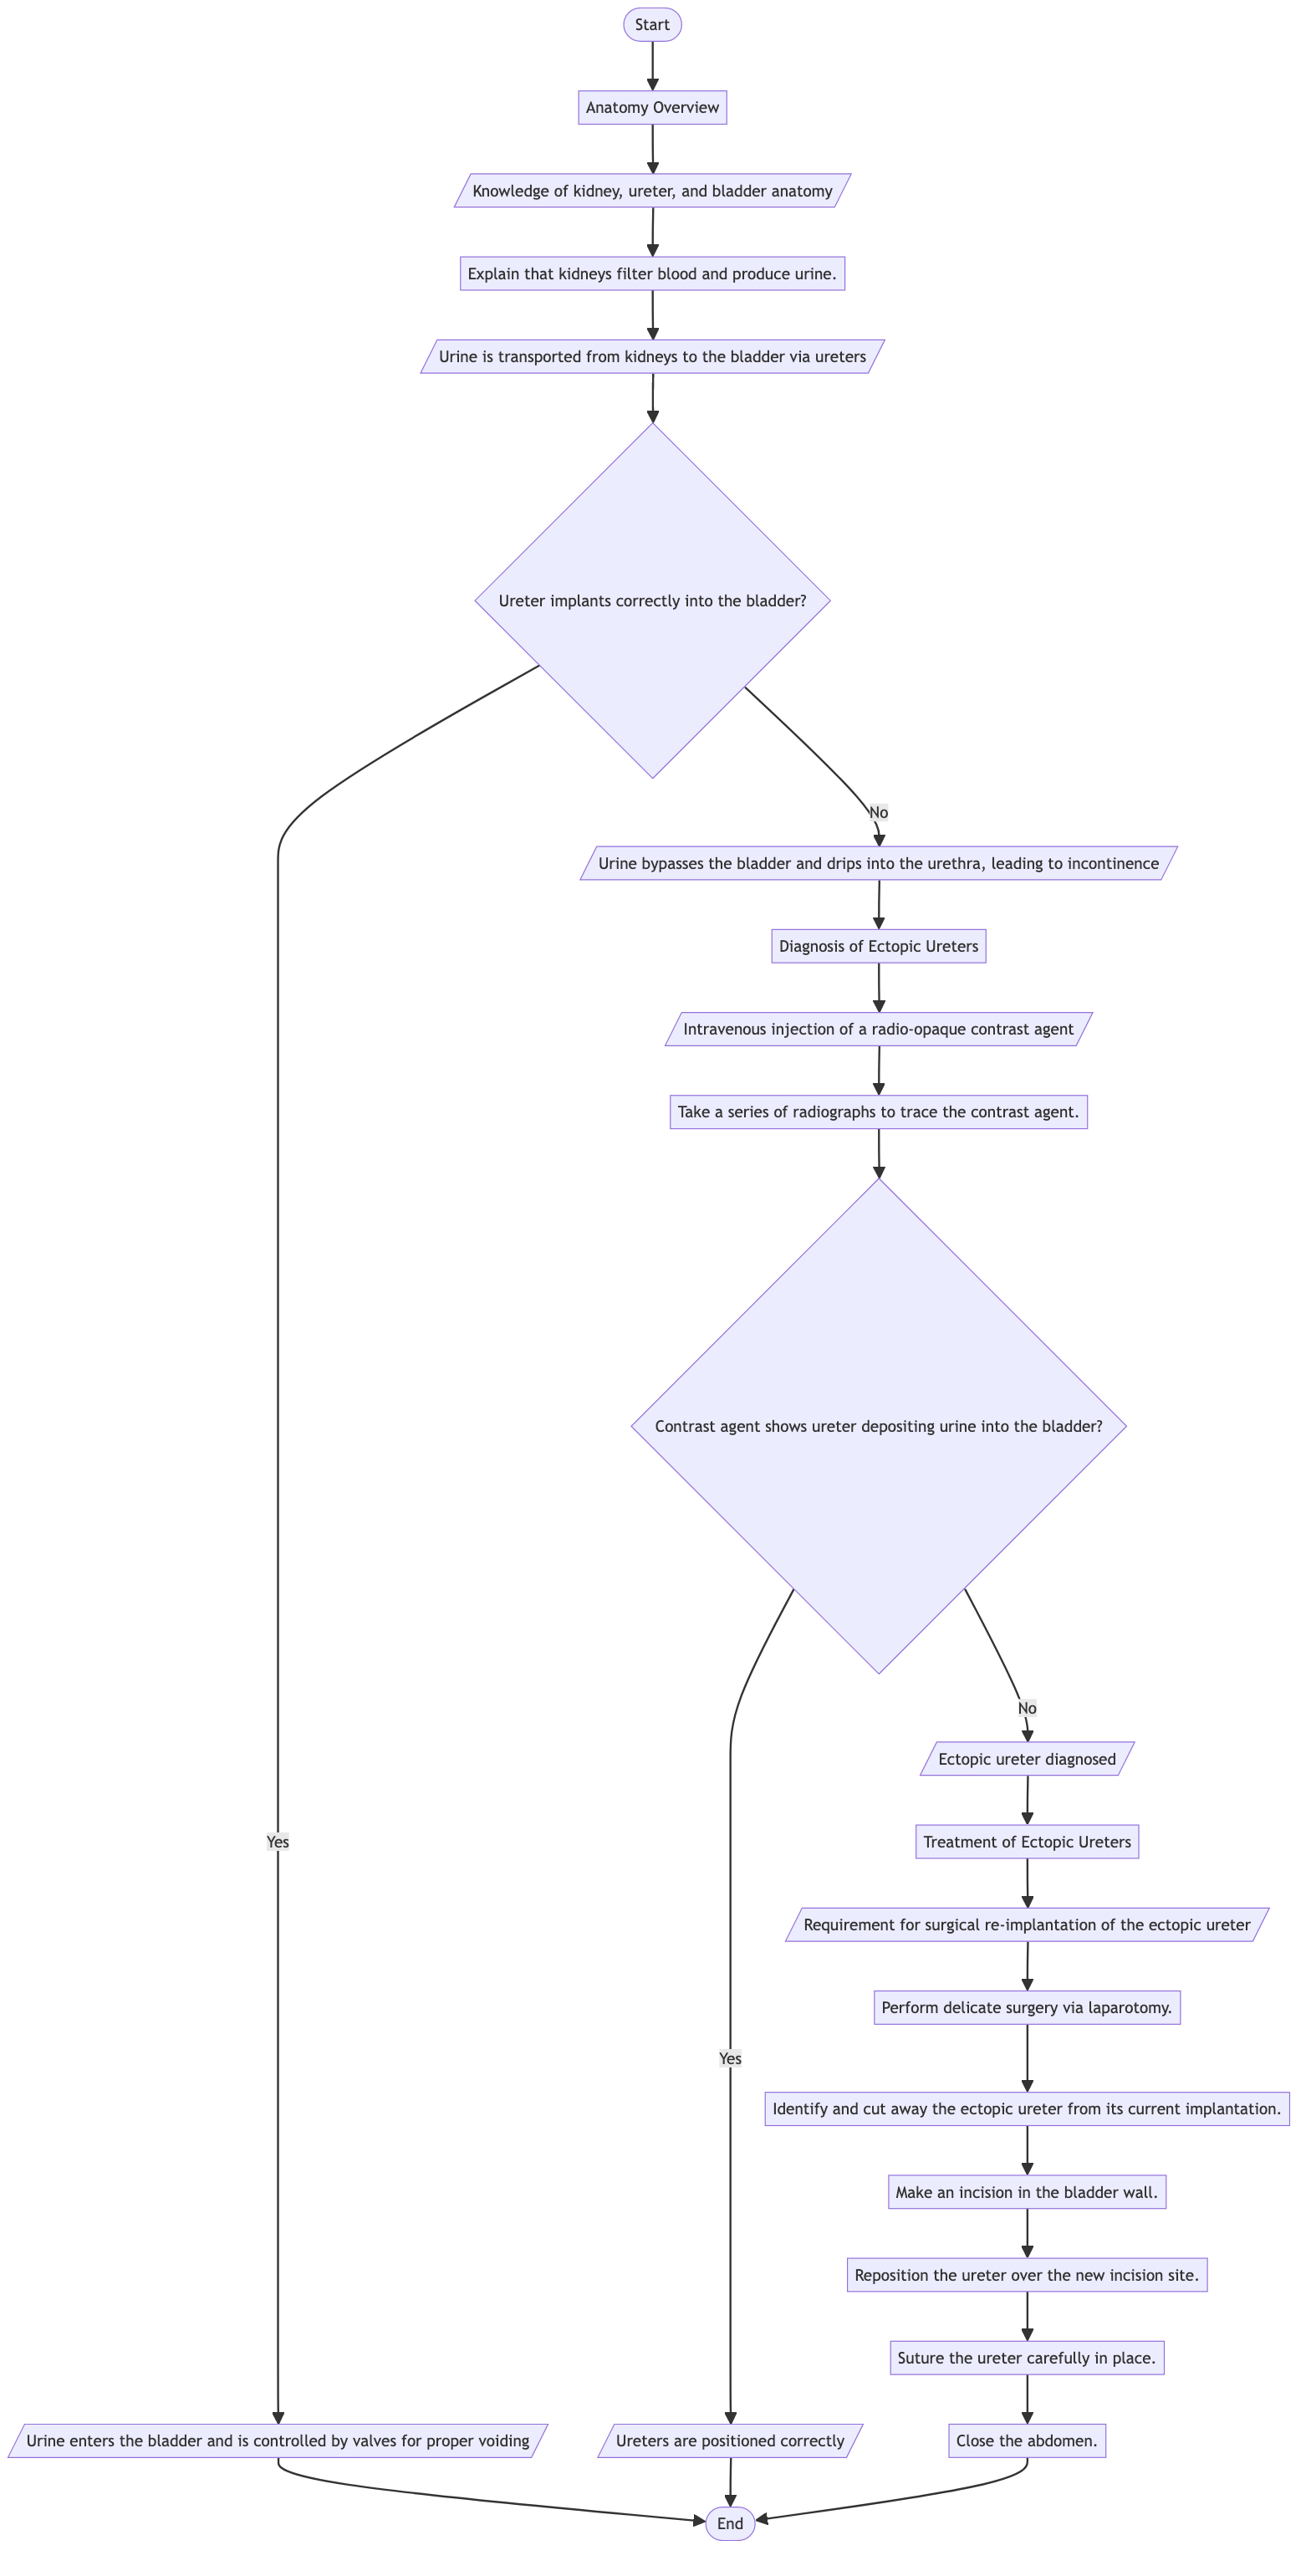 Start
Anatomy Overview
Knowledge of kidney, ureter, and bladder anatomy
Explain that kidneys filter blood and produce urine.
Urine is transported from kidneys to the bladder via ureters
Ureter implants correctly into the bladder?
No
Urine bypasses the bladder and drips into the urethra, leading to incontinence
Diagnosis of Ectopic Ureters
Intravenous injection of a radio-opaque contrast agent
Take a series of radiographs to trace the contrast agent.
Contrast agent shows ureter depositing urine into the bladder?
No
Ectopic ureter diagnosed
Yes
Treatment of Ectopic Ureters
Requirement for surgical re-implantation of the ectopic ureter
Perform delicate surgery via laparotomy.
Yes
Identify and cut away the ectopic ureter from its current implantation.
Make an incision in the bladder wall.
Reposition the ureter over the new incision site.
Suture the ureter carefully in place.
Urine enters the bladder and is controlled by valves for proper voiding
Ureters are positioned correctly
Close the abdomen.
End